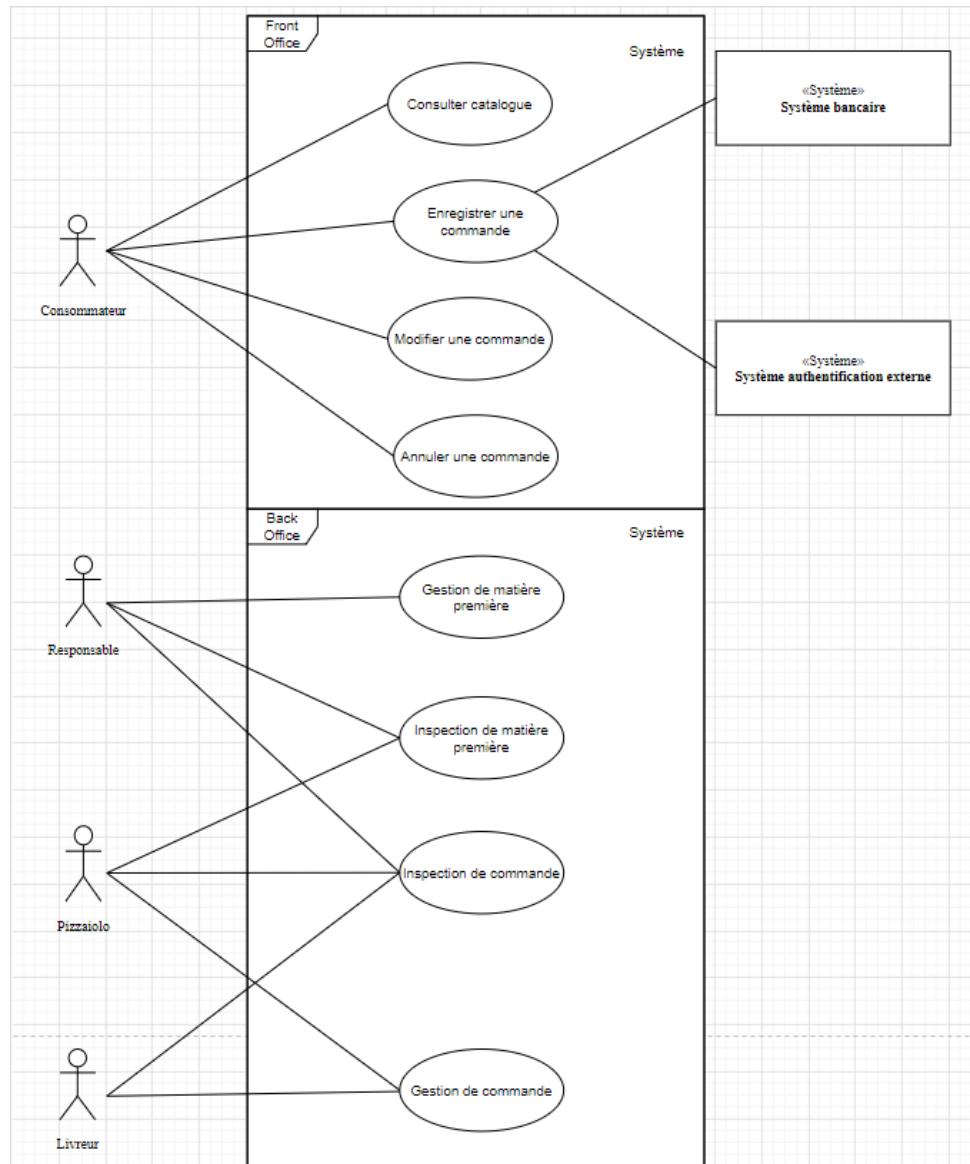 Front
Office
Système
Consulter catalogue
«Système»
Système bancaire
Enregistrer une
commande
Consommateur
Modifier une commande
«Système»
Système authentification externe
Annuler une commande
Back
Office
Système
Gestion de matière
première
Responsable
Inspection de matière
première
Inspection de commande
Pizzaiolo
Gestion de commande
Livreur